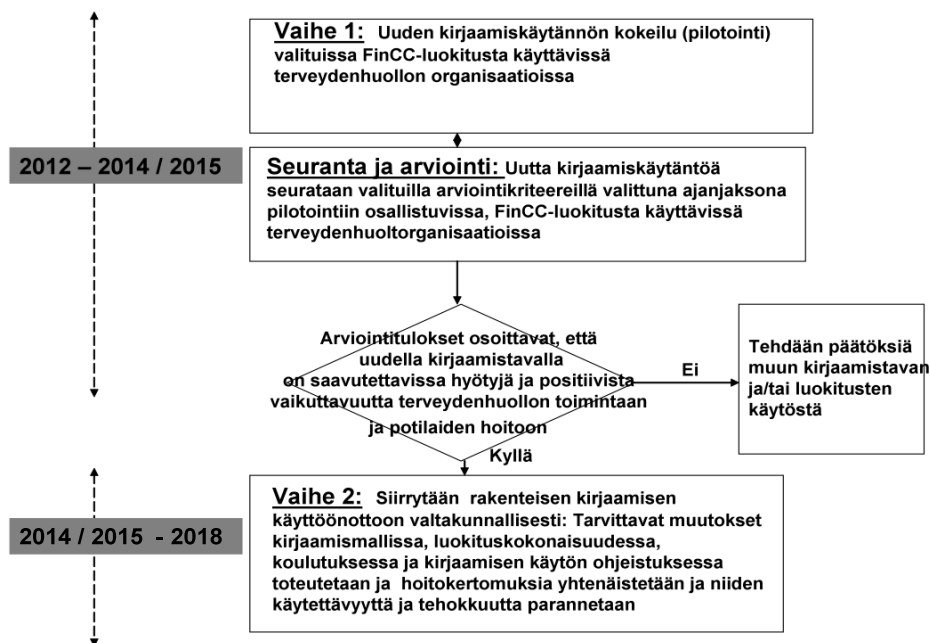 Vaihe 1: Uuden kirjaamiskäytännön kokeilu (pilotointi)
valituissa FinCC-luokitusta käyttävissä
terveydenhuollon organisaatioissa
2012 – 2014 / 2015
Seuranta ja arviointi: Uutta kirjaamiskäytäntöä
seurataan valituilla arviointikriteereillä valittuna ajanjaksona
pilotointiin osallistuvissa, FinCC-luokitusta käyttävissä
terveydenhuoltorganisaatioissa
Arviointitulokset osoittavat, että
uudella kirjaamistavalla
on saavutettavissa hyötyjä ja positiivista
vaikuttavuutta terveydenhuollon toimintaan
ja potilaiden hoitoon
Ei
Tehdään päätöksiä
muun kirjaamistavan
ja/tai luokitusten
käytöstä
Kyllä
2014 / 2015 - 2018
Vaihe 2: Siirrytään rakenteisen kirjaamisen
käyttöönottoon valtakunnallisesti: Tarvittavat muutokset
kirjaamismallissa, luokituskokonaisuudessa,
koulutuksessa ja kirjaamisen käytön ohjeistuksessa
toteutetaan ja hoitokertomuksia yhtenäistetään ja niiden
käytettävyyttä ja tehokkuutta parannetaan